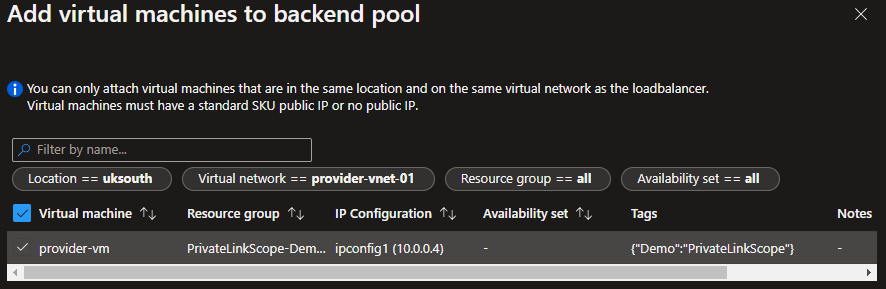 Add virtual machines to backend pool
You can only attach virtual machines that are in the same location and on the same virtual network as the loadbalancer.
Virtual machines must have a standard SKU public IP or no public IP.
Filter by name...
Location == uksouth Virtual network == provider-vnet-01 Resource group == all Availability set == all
Virtual machine ↑↓ Resource group ↑↓ IP Configuration ↑↓ Availability set ↑↓ Tags Notes
provider-vm PrivateLinkScope-Dem... ipconfig1 (10.0.0.4) - {"Demo":"PrivateLinkScope"} -